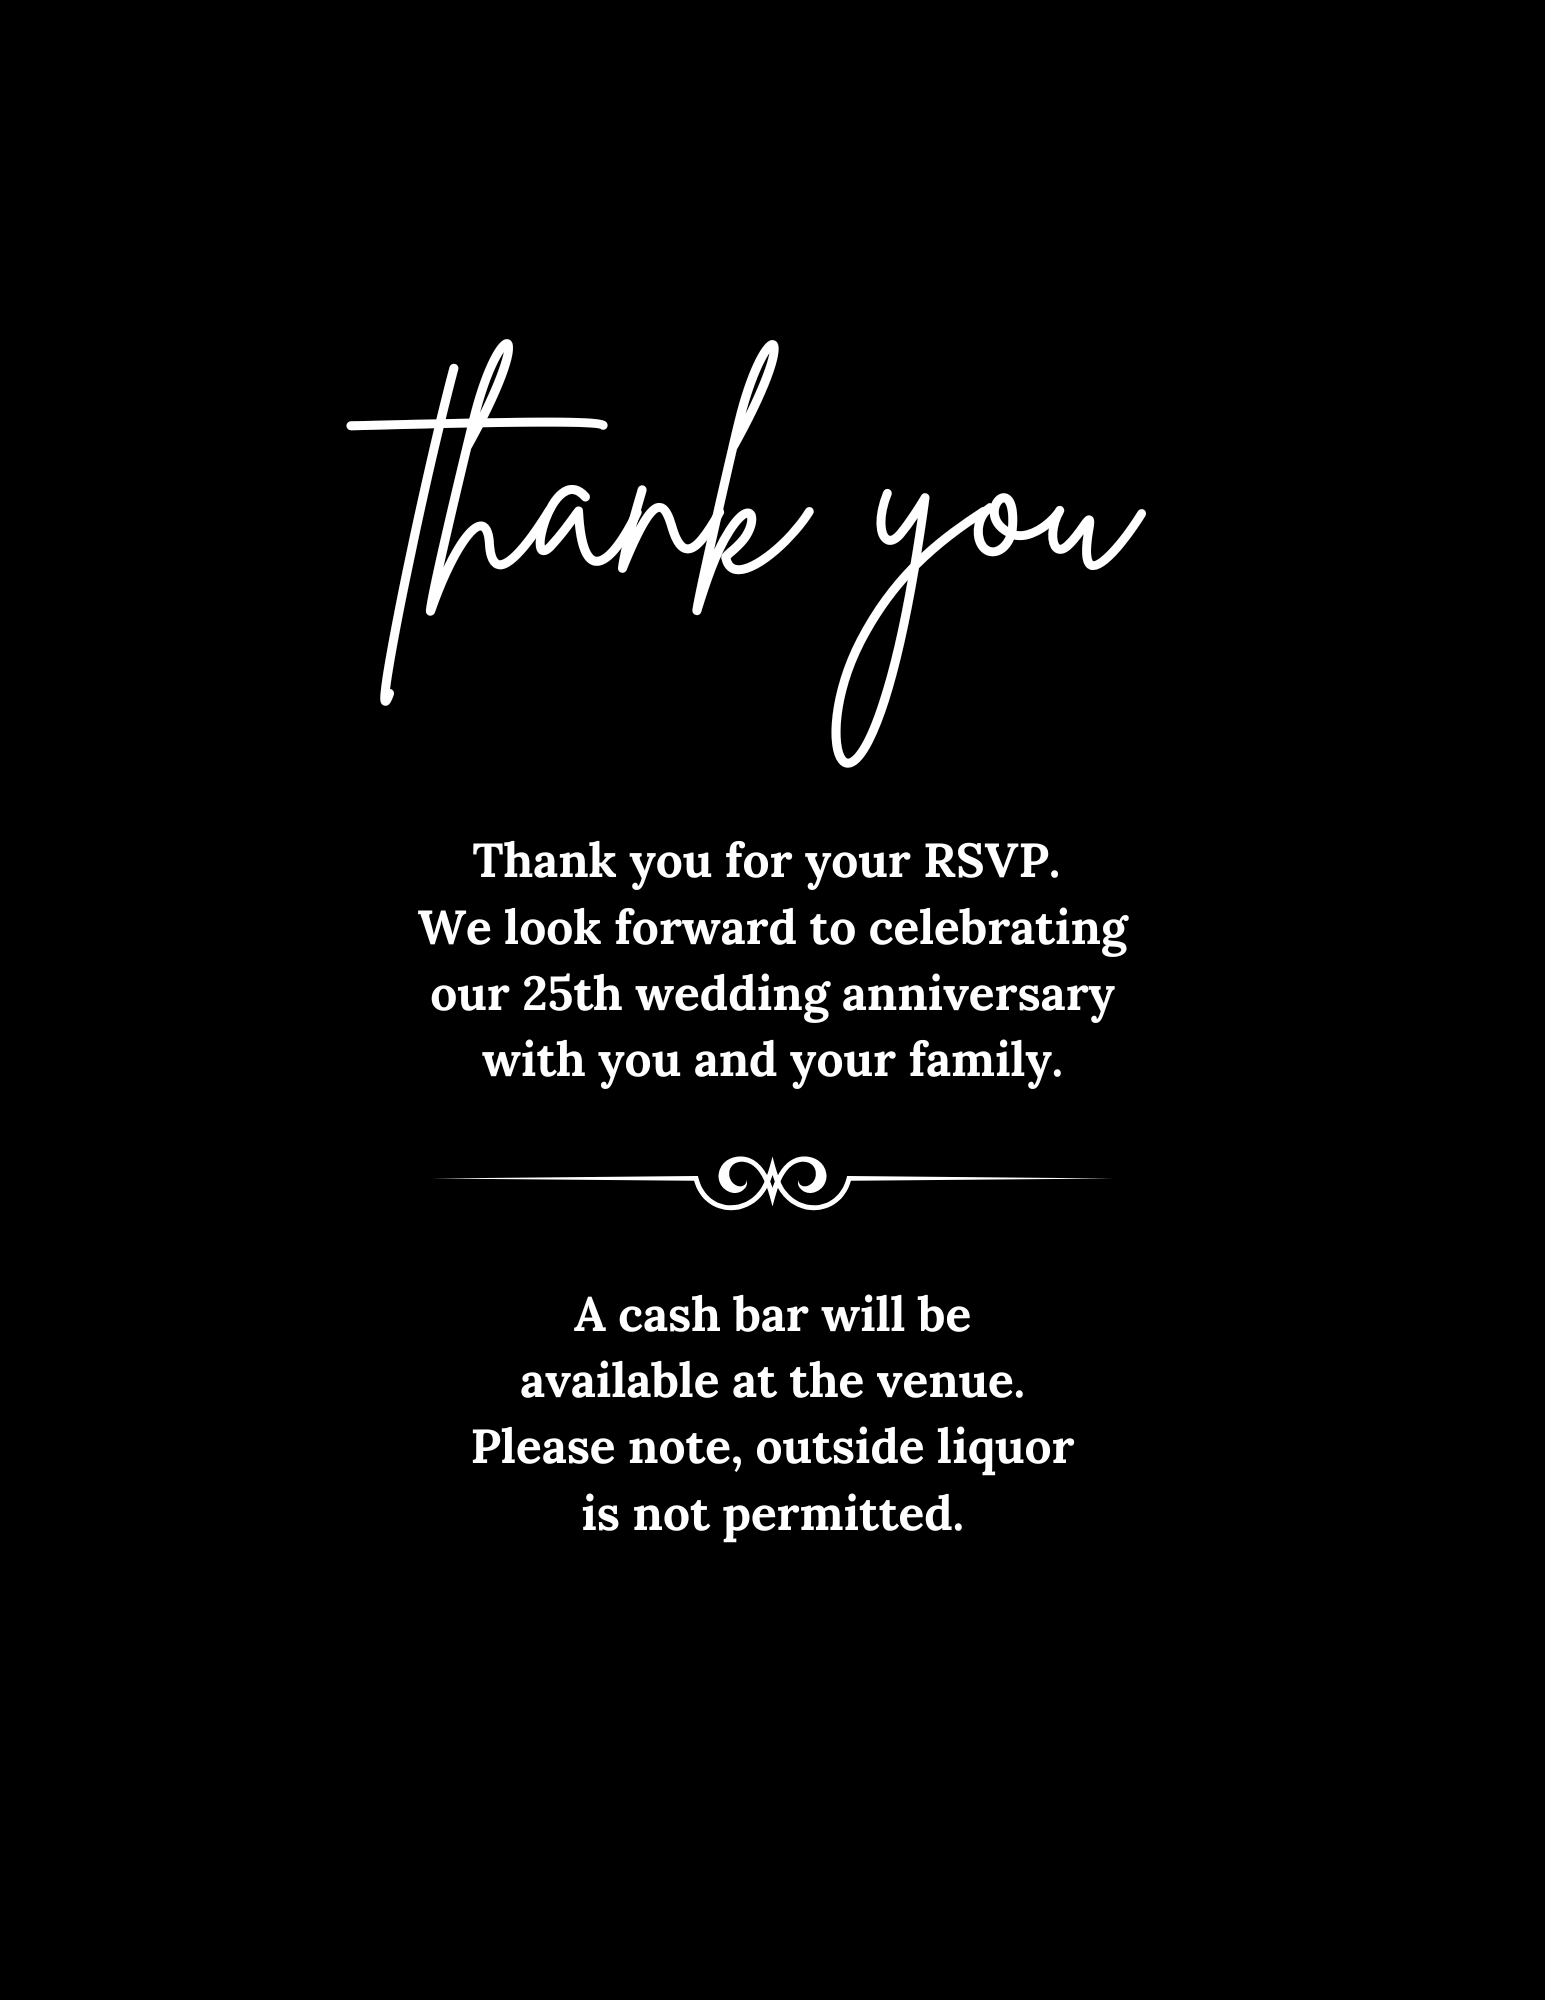 thank you
Thank you for your RSVP.
We look forward to celebrating
our 25th wedding anniversary
with you and your family.
A cash bar will be
available at the venue.
Please note, outside liquor
is not permitted.